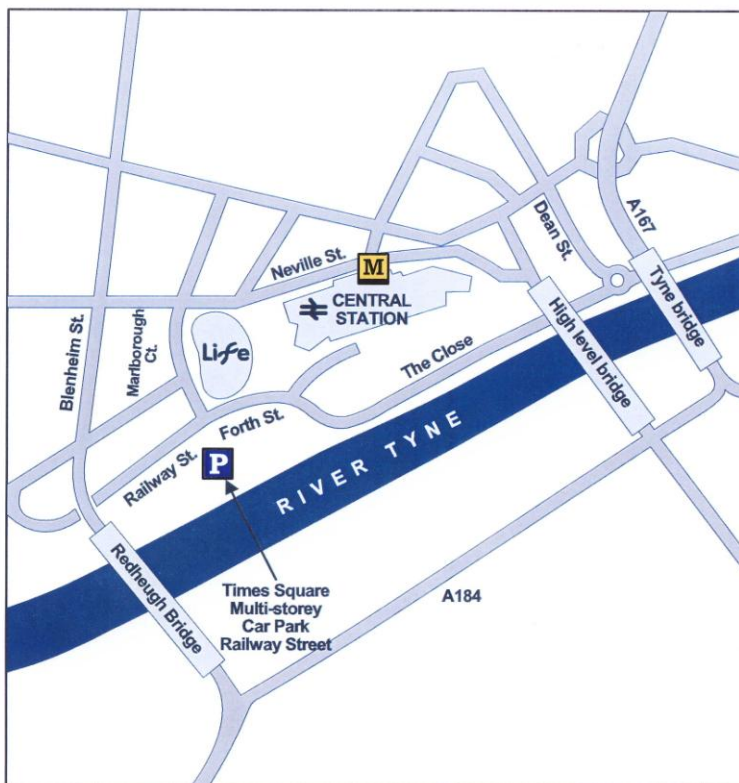 Dean St.
A167
Neville St.
M
CENTRAL
STATION
Tyne bridge
High level bridge
Blenheim St.
Marlborough
Ct.
Life
The Close
Forth St.
Railway St.
P
RIVER TYNE
Redheugh Bridge
Times Square
Multi-storey
Car Park
Railway Street
A184